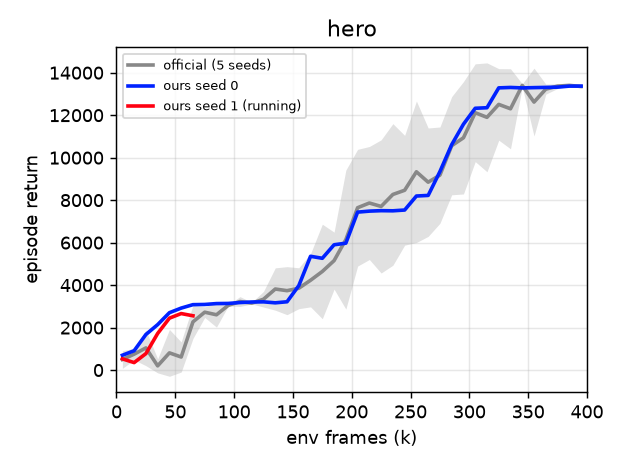 hero
official (5 seeds)
ours seed 0
ours seed 1 (running)
14000
12000
10000
8000
6000
4000
2000
0
episode return
0 50 100 150 200 250 300 350 400
env frames (k)